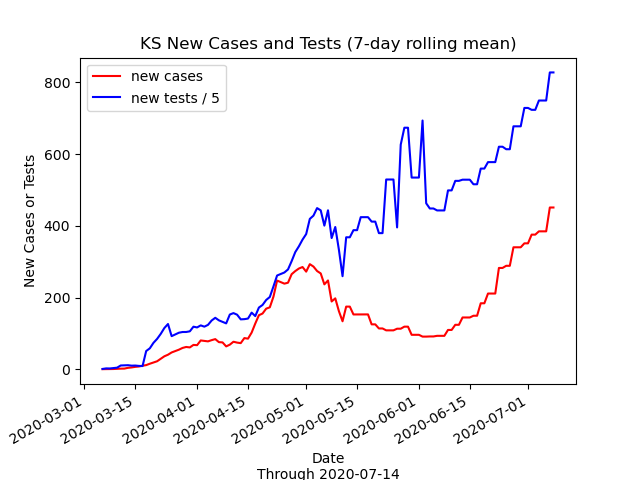 KS New Cases and Tests (7-day rolling mean)
new cases
new tests / 5
New Cases or Tests
800
600
400
200
0
2020-03-01
2020-03-15
2020-04-01
2020-04-15
2020-05-01
2020-05-15
2020-06-01
2020-06-15
2020-07-01
Date
Through 2020-07-14